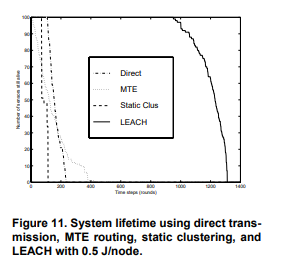 100
90
80
70
60
50
40
30
20
10
0
Number of sensors still alive
Direct
MTE
Static Clus
LEACH
0 200 400 600 800 1000 1200 1400
Time steps (rounds)
Figure 11. System lifetime using direct trans-
mission, MTE routing, static clustering, and
LEACH with 0.5 J/node.